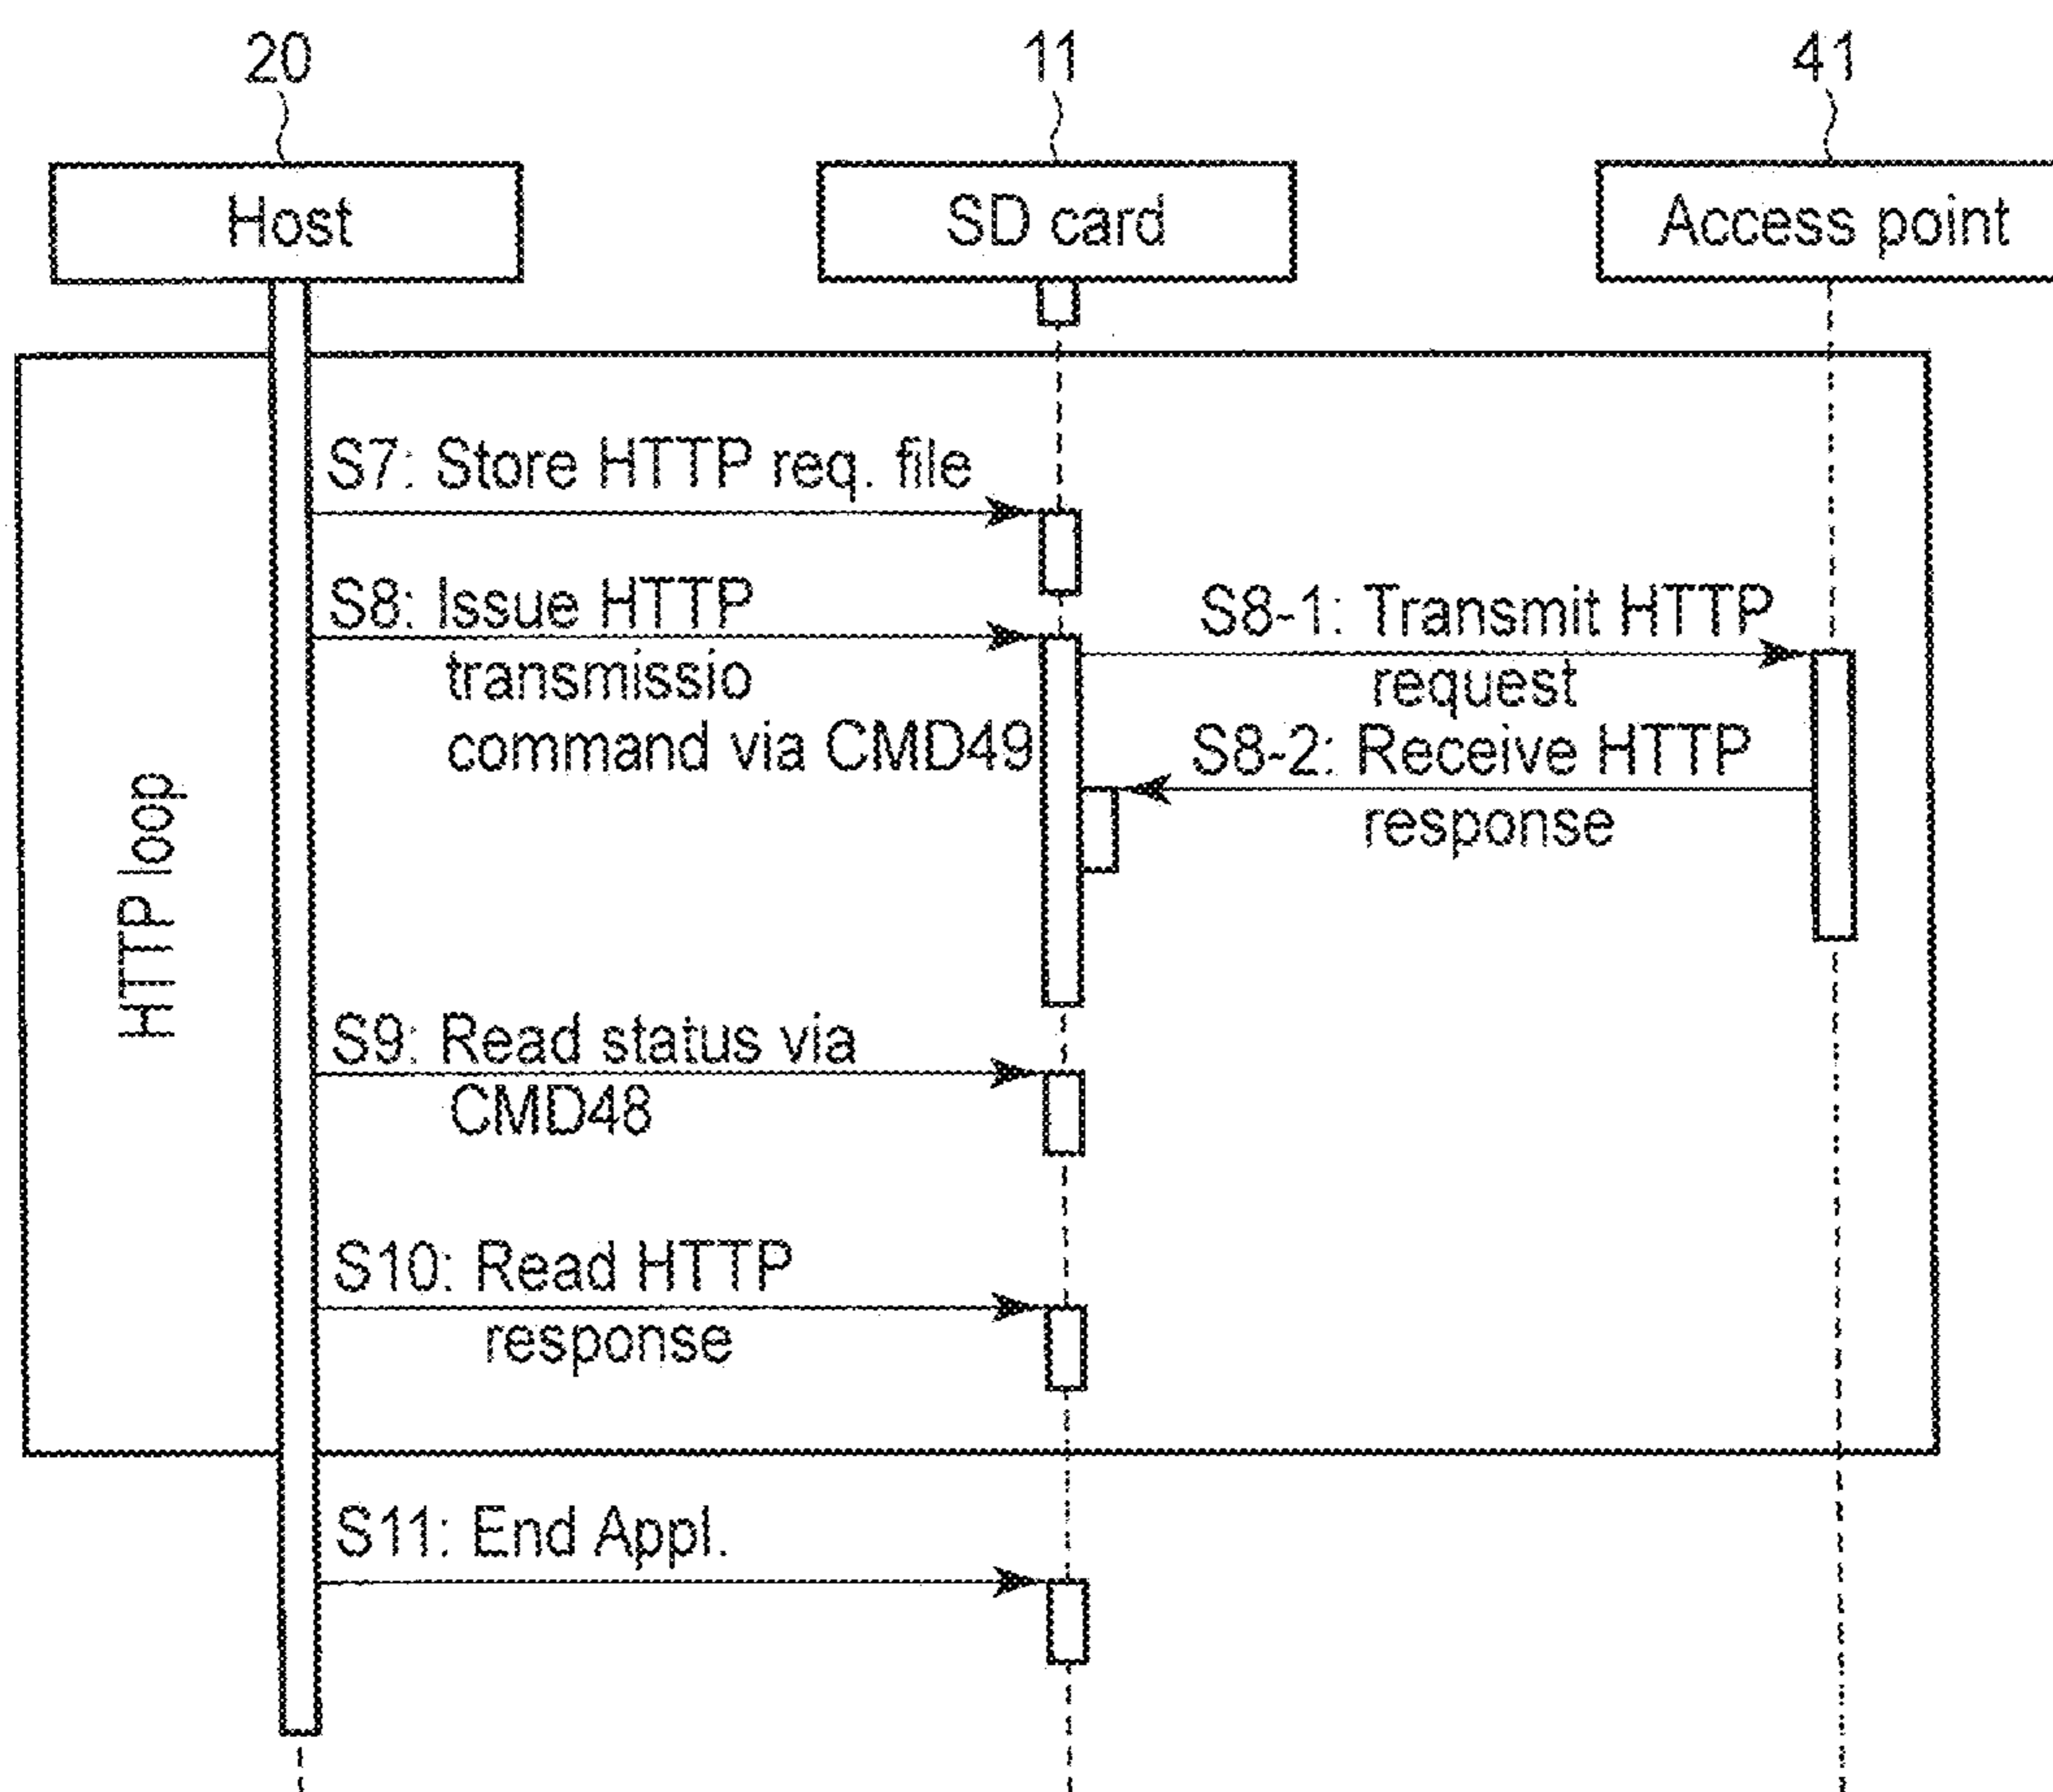 20
11
41
Host
SD card
Access point
S7: Store HTTP req. file
S8: Issue HTTP
transmissio
command via CMD49
S8-1: Transmit HTTP
request
S8-2: Receive HTTP
response
HTTP loop
S9: Read status via
CMD48
S10: Read HTTP
response
S11: End Appl.